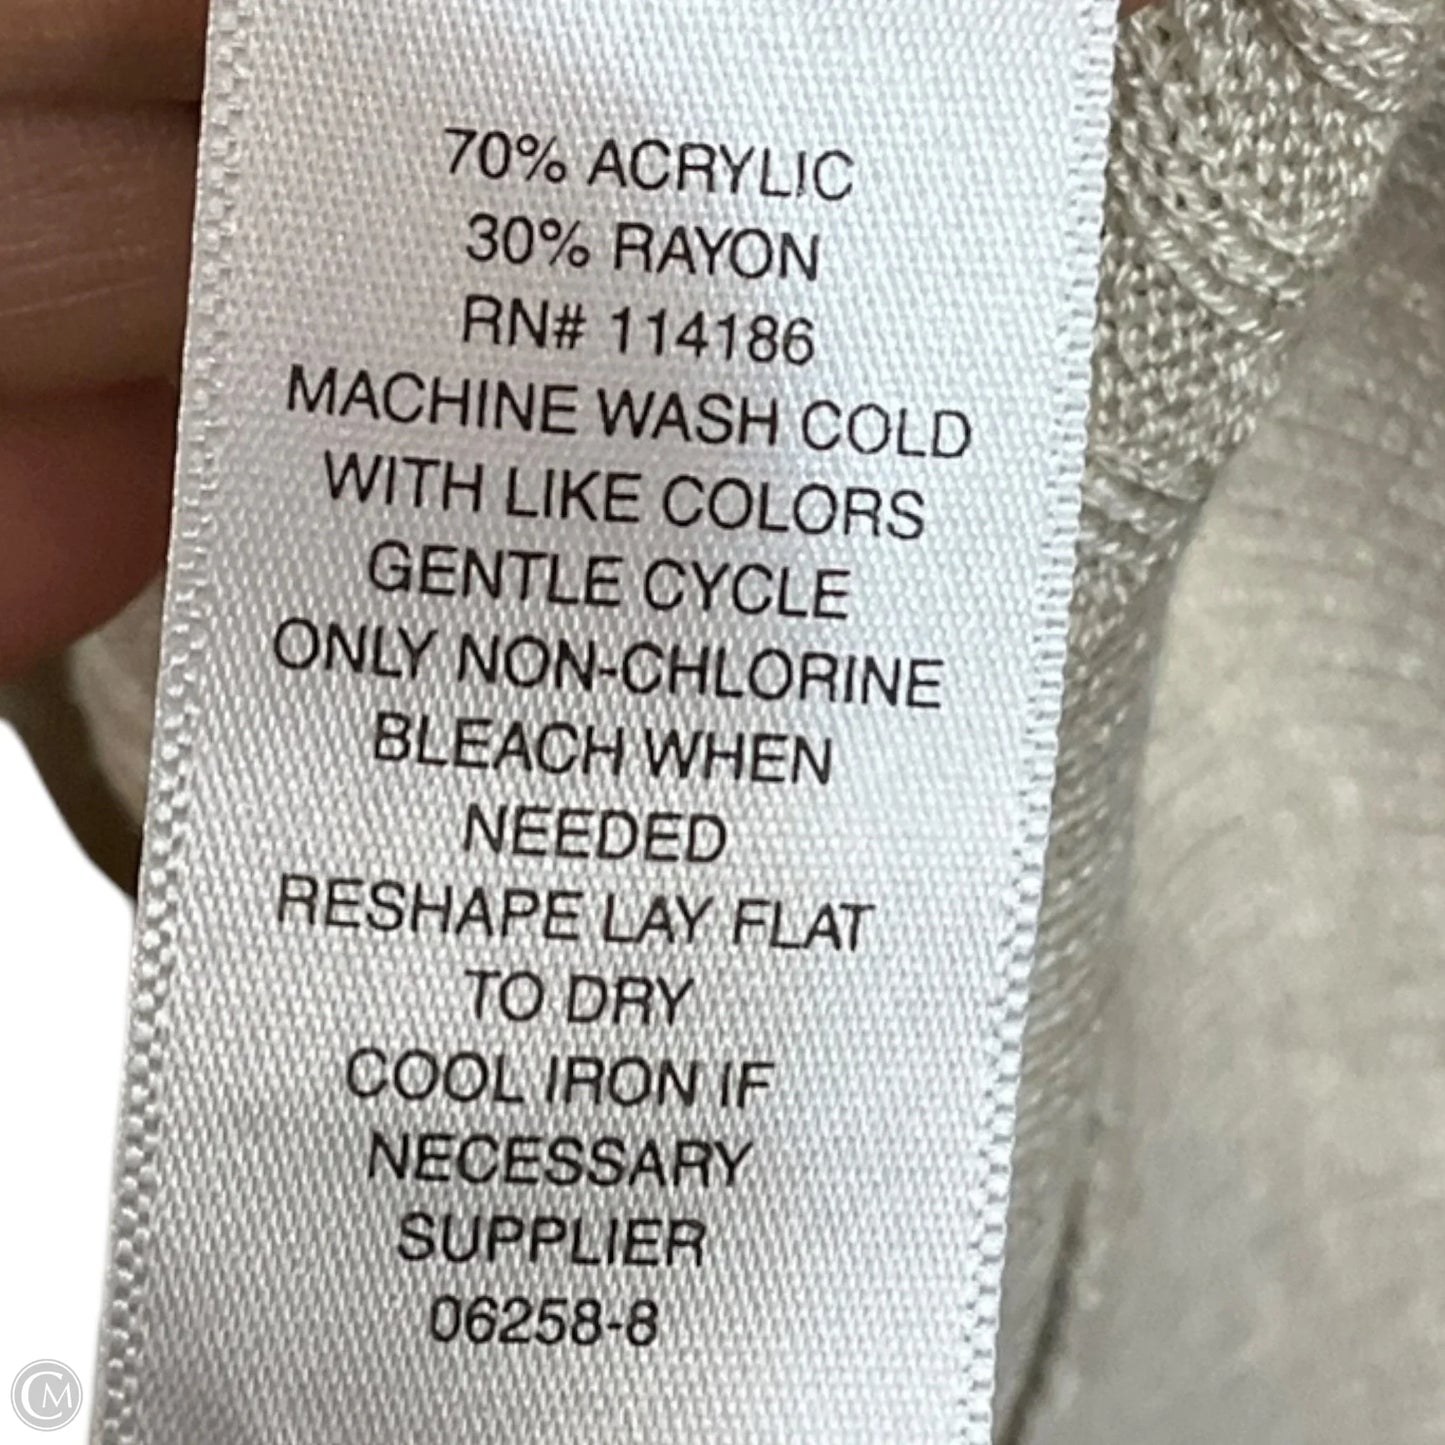 70% ACRYLIC
30% RAYON
RN# 114186
MACHINE WASH COLD
WITH LIKE COLORS
GENTLE CYCLE
ONLY NON-CHLORINE
BLEACH WHEN
NEEDED
RESHAPE LAY FLAT
TO DRY
COOL IRON IF
NECESSARY
SUPPLIER
06258-8
CM